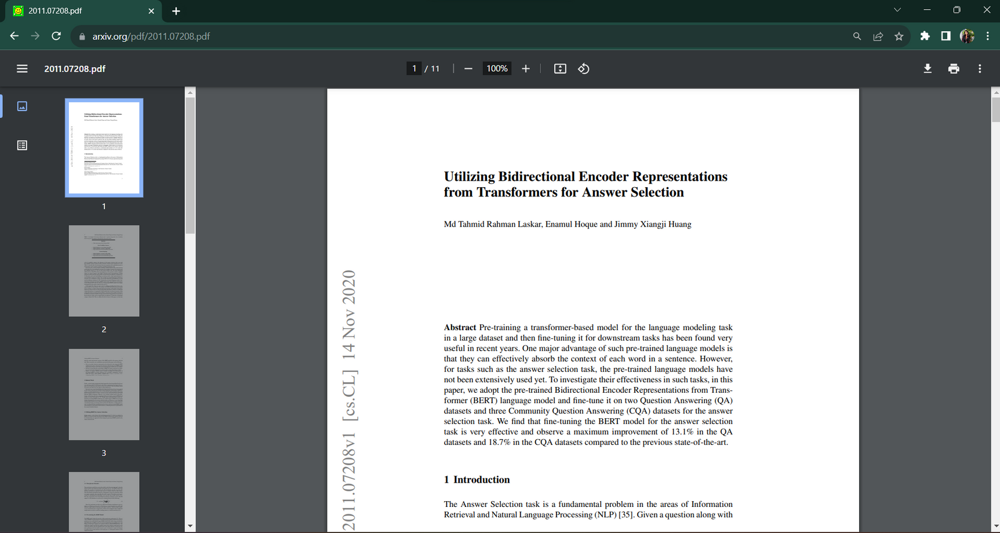 2011.07208.pdf
arxiv.org/pdf/2011.07208.pdf
2011.07208.pdf
1 / 11
100%
1
2
3
Utilizing Bidirectional Encoder Representations
from Transformers for Answer Selection
Md Tahmid Rahman Laskar, Enamul Hoque and Jimmy Xiangji Huang
2011.07208v1 [cs.CL] 14 Nov 2020
Abstract Pre-training a transformer-based model for the language modeling task
in a large dataset and then fine-tuning it for downstream tasks has been found very
useful in recent years. One major advantage of such pre-trained language models is
that they can effectively absorb the context of each word in a sentence. However,
for tasks such as the answer selection task, the pre-trained language models have
not been extensively used yet. To investigate their effectiveness in such tasks, in this
paper, we adopt the pre-trained Bidirectional Encoder Representations from Trans-
former (BERT) language model and fine-tune it on two Question Answering (QA)
datasets and three Community Question Answering (CQA) datasets for the answer
selection task. We find that fine-tuning the BERT model for the answer selection
task is very effective and observe a maximum improvement of 13.1% in the QA
datasets and 18.7% in the CQA datasets compared to the previous state-of-the-art.
1 Introduction
The Answer Selection task is a fundamental problem in the areas of Information
Retrieval and Natural Language Processing (NLP) [35]. Given a question along with